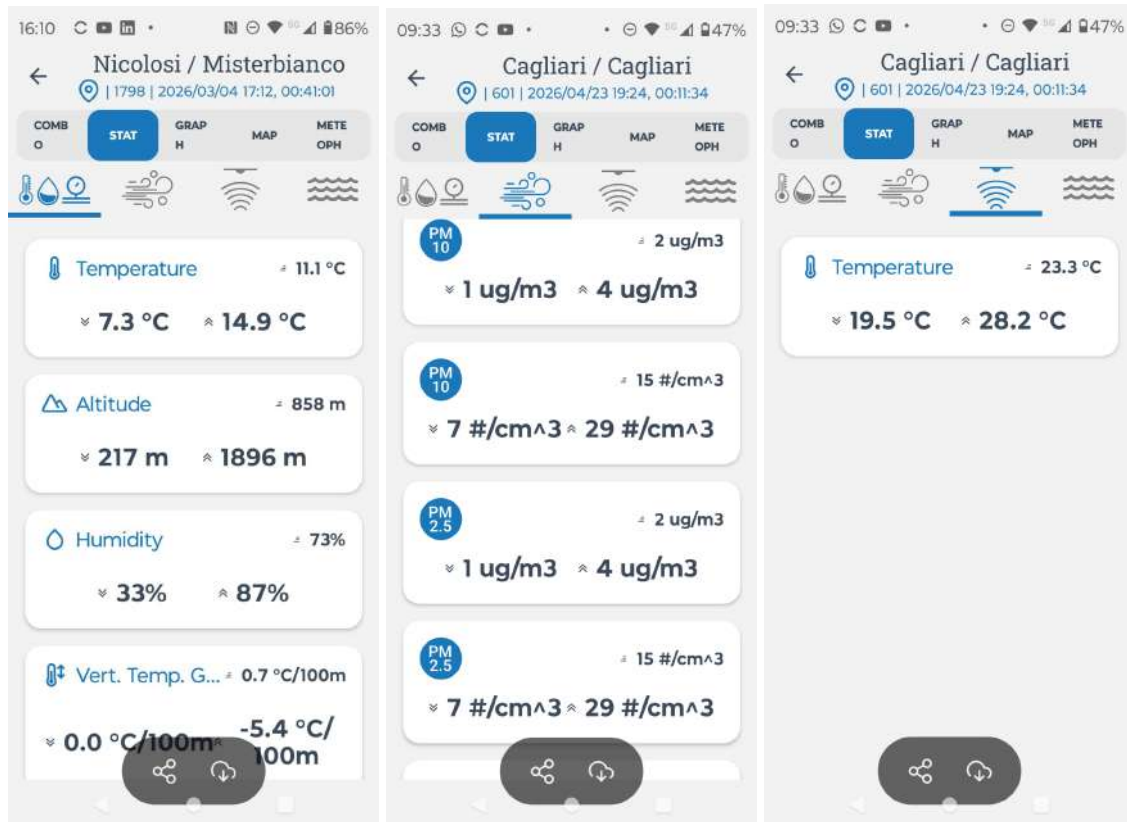 16:10 5G 86%
Nicolosi / Misterbianco
| 1798 | 2026/03/04 17:12, 00:41:01
COMB
O
STAT
GRAP
H
MAP
METE
OPH
Temperature 11.1 °C
7.3 °C 14.9 °C
Altitude 858 m
217 m 1896 m
Humidity 73%
33% 87%
Vert. Temp. G... 0.7 °C/100m
0.0 °C/100m -5.4 °C/
100m
09:33 5G 47%
Cagliari / Cagliari
| 601 | 2026/04/23 19:24, 00:11:34
COMB
O
STAT
GRAP
H
MAP
METE
OPH
PM
10
2 ug/m3
1 ug/m3 4 ug/m3
PM
10
15 #/cm^3
7 #/cm^3 29 #/cm^3
PM
2.5
2 ug/m3
1 ug/m3 4 ug/m3
PM
2.5
15 #/cm^3
7 #/cm^3 29 #/cm^3
09:33 5G 47%
Cagliari / Cagliari
| 601 | 2026/04/23 19:24, 00:11:34
COMB
O
STAT
GRAP
H
MAP
METE
OPH
Temperature 23.3 °C
19.5 °C 28.2 °C